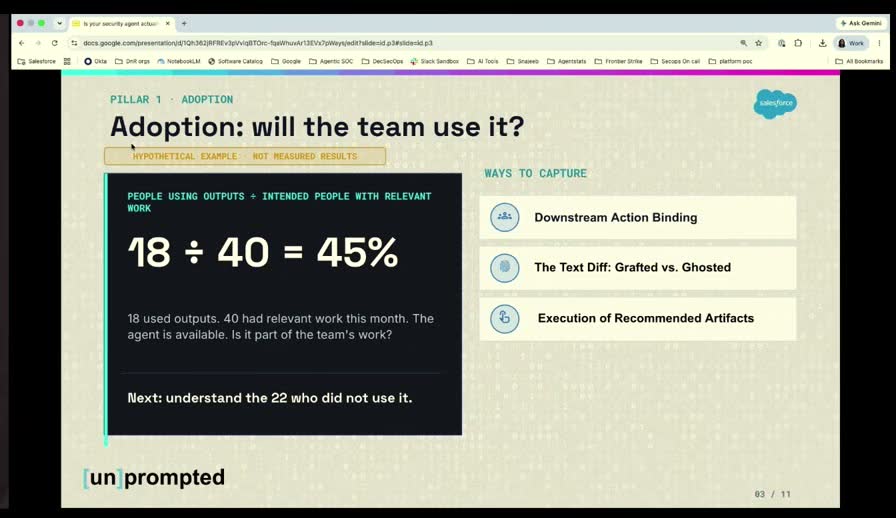 Is your security agent actual
Ask Gemini
docs.google.com/presentation/d/1Qh362jRFREv3pVviqBTOrc-fqaWhuvAr13EVx7pWays/edit?slide=id.p3#slide=id.p3
Work
Salesforce
Okta
DnR orgs
NotebookLM
Software Catalog
Google
Agentic SOC
DecSecOps
Slack Sandbox
AI Tools
Snajeeb
Agentstats
Frontier Strike
Secops On call
platform poc
All Bookmarks
PILLAR 1 · ADOPTION
salesforce
Adoption: will the team use it?
HYPOTHETICAL EXAMPLE · NOT MEASURED RESULTS
PEOPLE USING OUTPUTS ÷ INTENDED PEOPLE WITH RELEVANT
WORK
18 ÷ 40 = 45%
18 used outputs. 40 had relevant work this month. The
agent is available. Is it part of the team's work?
Next: understand the 22 who did not use it.
WAYS TO CAPTURE
Downstream Action Binding
The Text Diff: Grafted vs. Ghosted
Execution of Recommended Artifacts
[un]prompted
03 / 11